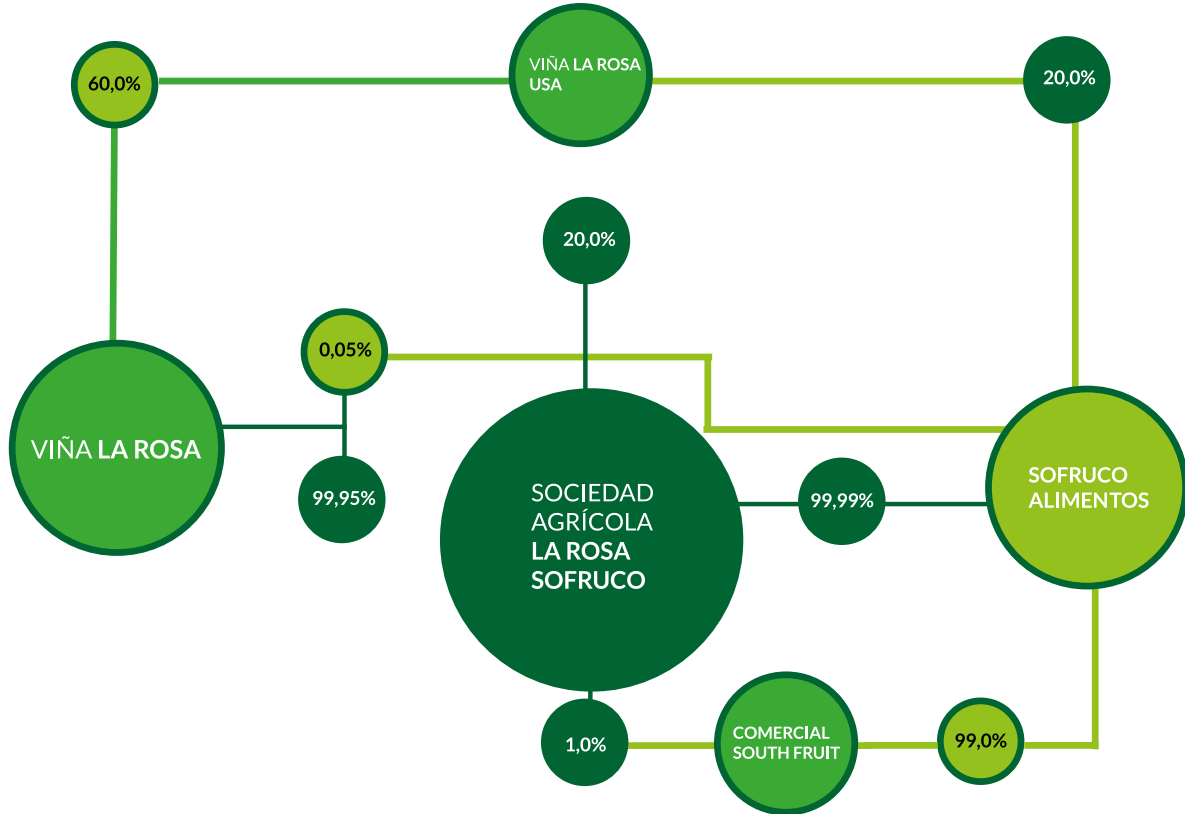 60,0%
VIÑA LA ROSA
USA
20,0%
20,0%
0,05%
VIÑA LA ROSA
99,95%
SOCIEDAD
AGRÍCOLA
LA ROSA
SOFRUCO
99,99%
SOFRUCO
ALIMENTOS
1,0%
COMERCIAL
SOUTH FRUIT
99,0%